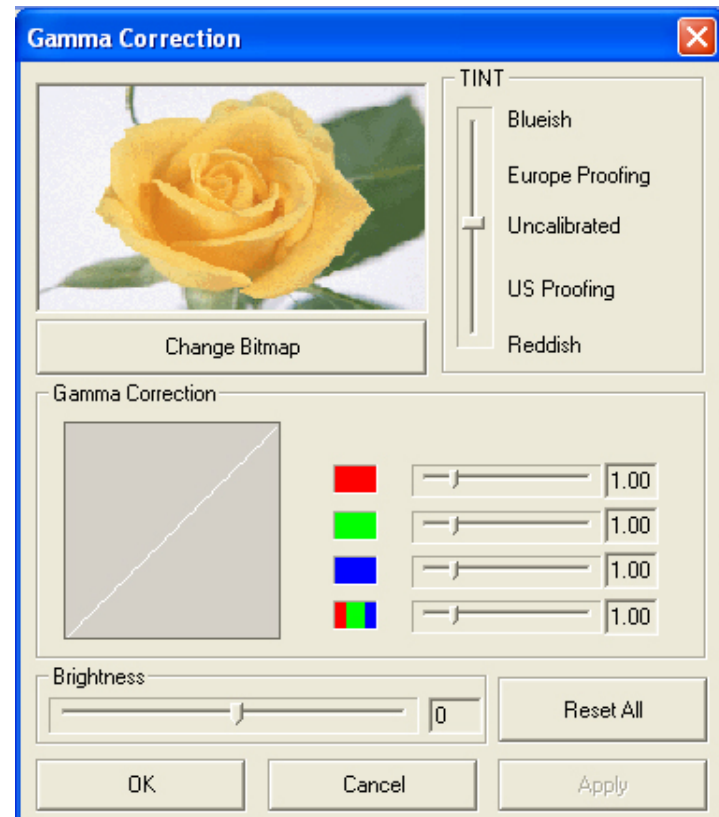 Gamma Correction
TINT
Blueish
Europe Proofing
Uncalibrated
US Proofing
Reddish
Change Bitmap
Gamma Correction
1.00
1.00
1.00
1.00
Brightness
0
Reset All
OK
Cancel
Apply